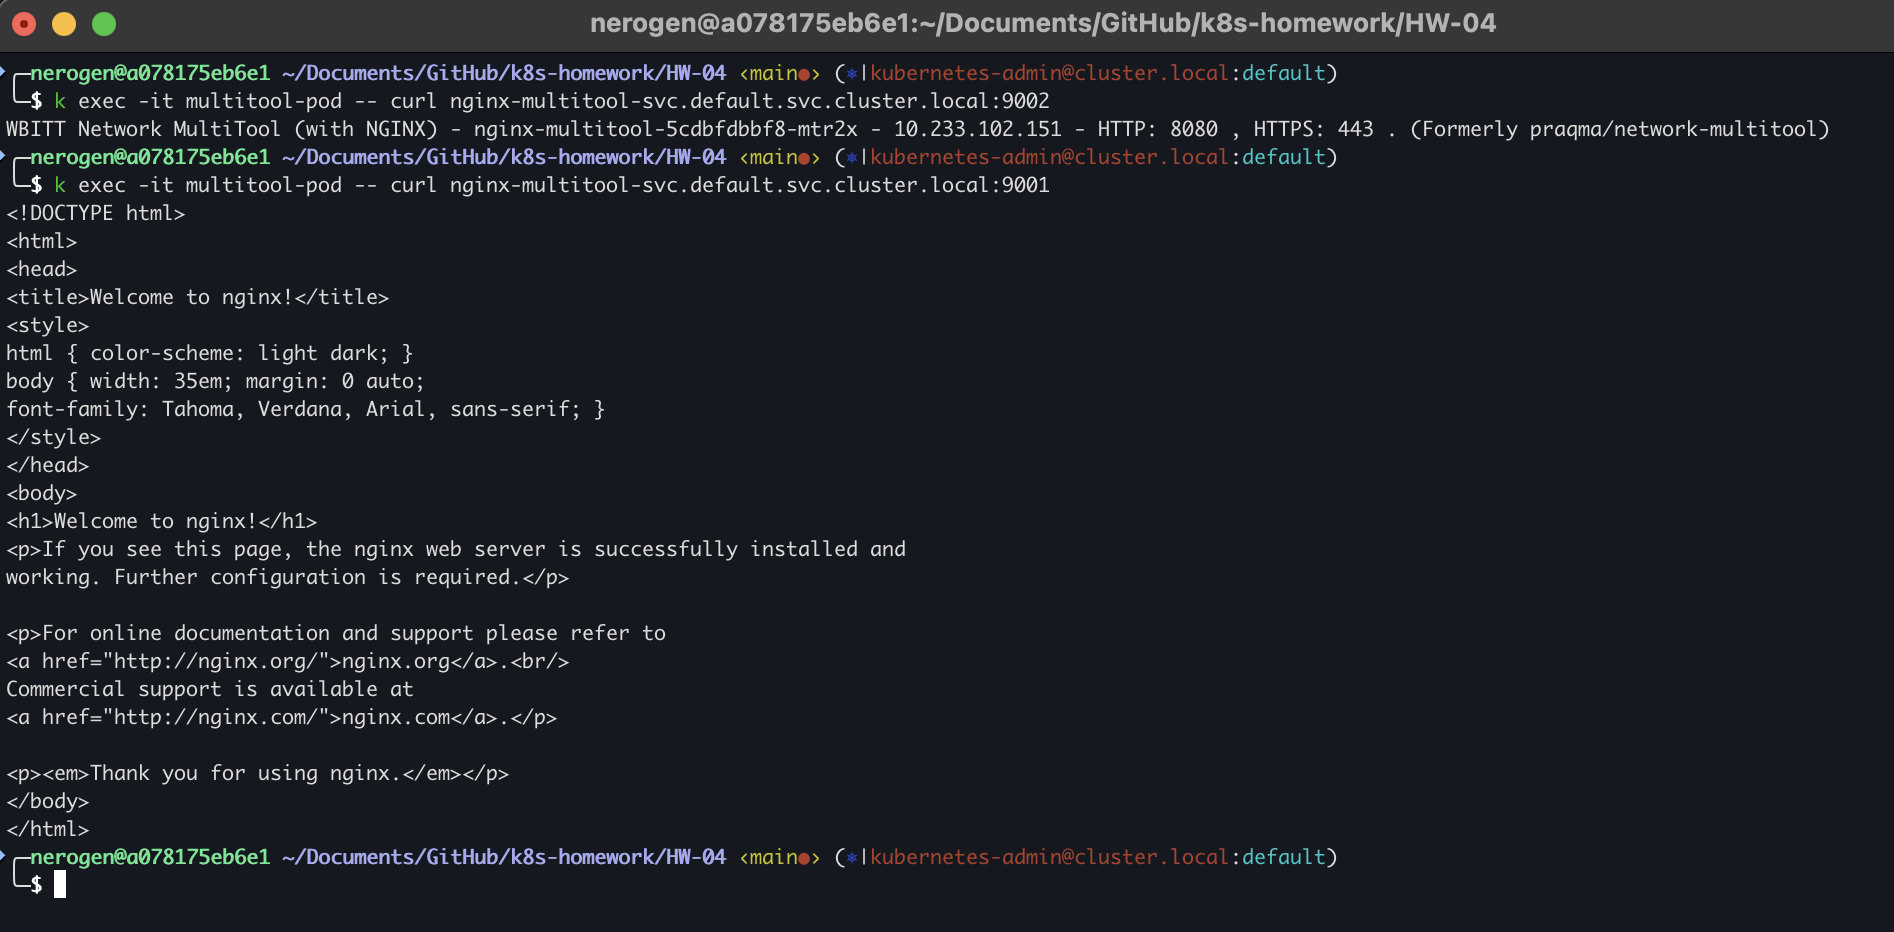 nerogen@a078175eb6e1:~/Documents/GitHub/k8s-homework/HW-04
╭─nerogen@a078175eb6e1 ~/Documents/GitHub/k8s-homework/HW-04 ‹main●› (⎈|kubernetes-admin@cluster.local:default)
╰─$ k exec -it multitool-pod -- curl nginx-multitool-svc.default.svc.cluster.local:9002
WBITT Network MultiTool (with NGINX) - nginx-multitool-5cdbfdbbf8-mtr2x - 10.233.102.151 - HTTP: 8080 , HTTPS: 443 . (Formerly praqma/network-multitool)
╭─nerogen@a078175eb6e1 ~/Documents/GitHub/k8s-homework/HW-04 ‹main●› (⎈|kubernetes-admin@cluster.local:default)
╰─$ k exec -it multitool-pod -- curl nginx-multitool-svc.default.svc.cluster.local:9001
<!DOCTYPE html>
<html>
<head>
<title>Welcome to nginx!</title>
<style>
html { color-scheme: light dark; }
body { width: 35em; margin: 0 auto;
font-family: Tahoma, Verdana, Arial, sans-serif; }
</style>
</head>
<body>
<h1>Welcome to nginx!</h1>
<p>If you see this page, the nginx web server is successfully installed and
working. Further configuration is required.</p>

<p>For online documentation and support please refer to
<a href="http://nginx.org/">nginx.org</a>.<br/>
Commercial support is available at
<a href="http://nginx.com/">nginx.com</a>.</p>

<p><em>Thank you for using nginx.</em></p>
</body>
</html>
╭─nerogen@a078175eb6e1 ~/Documents/GitHub/k8s-homework/HW-04 ‹main●› (⎈|kubernetes-admin@cluster.local:default)
╰─$